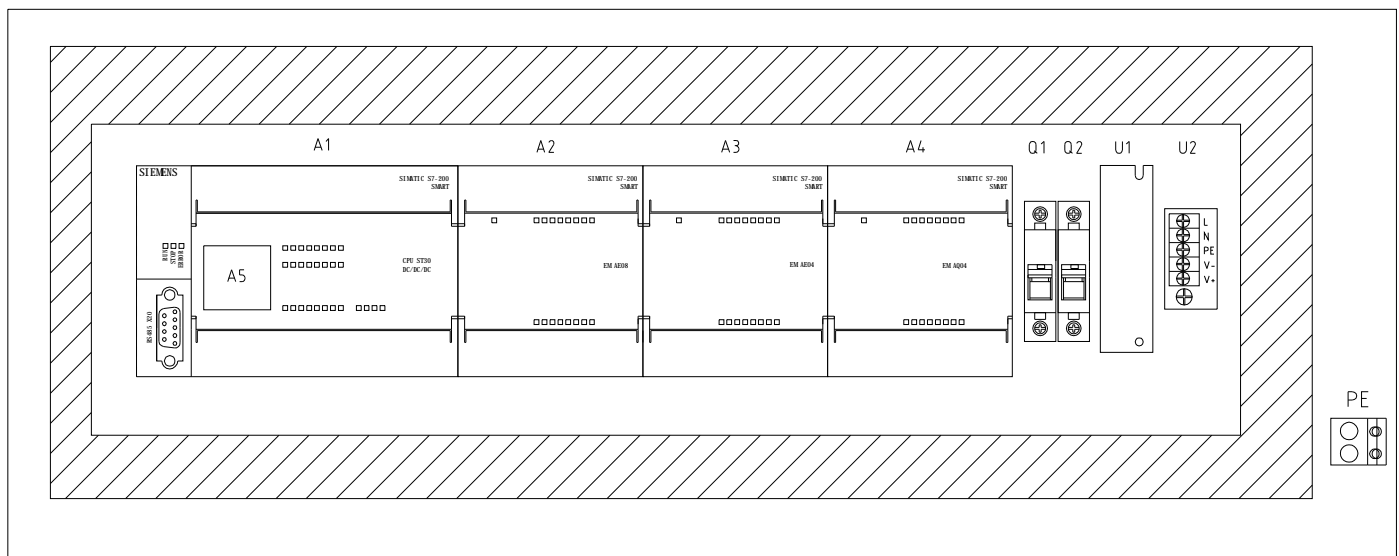 A1
A2
A3
A4
Q1
Q2
U1
U2
SIEMENS
SIMATIC S7-200
SMART
SIMATIC S7-200
SMART
SIMATIC S7-200
SMART
SIMATIC S7-200
SMART
RUN
STOP
ERROR
A5
CPU ST30
DC/DC/DC
EM AE08
EM AE04
EM AQ04
L
N
PE
V-
V+
RS485 X20
PE